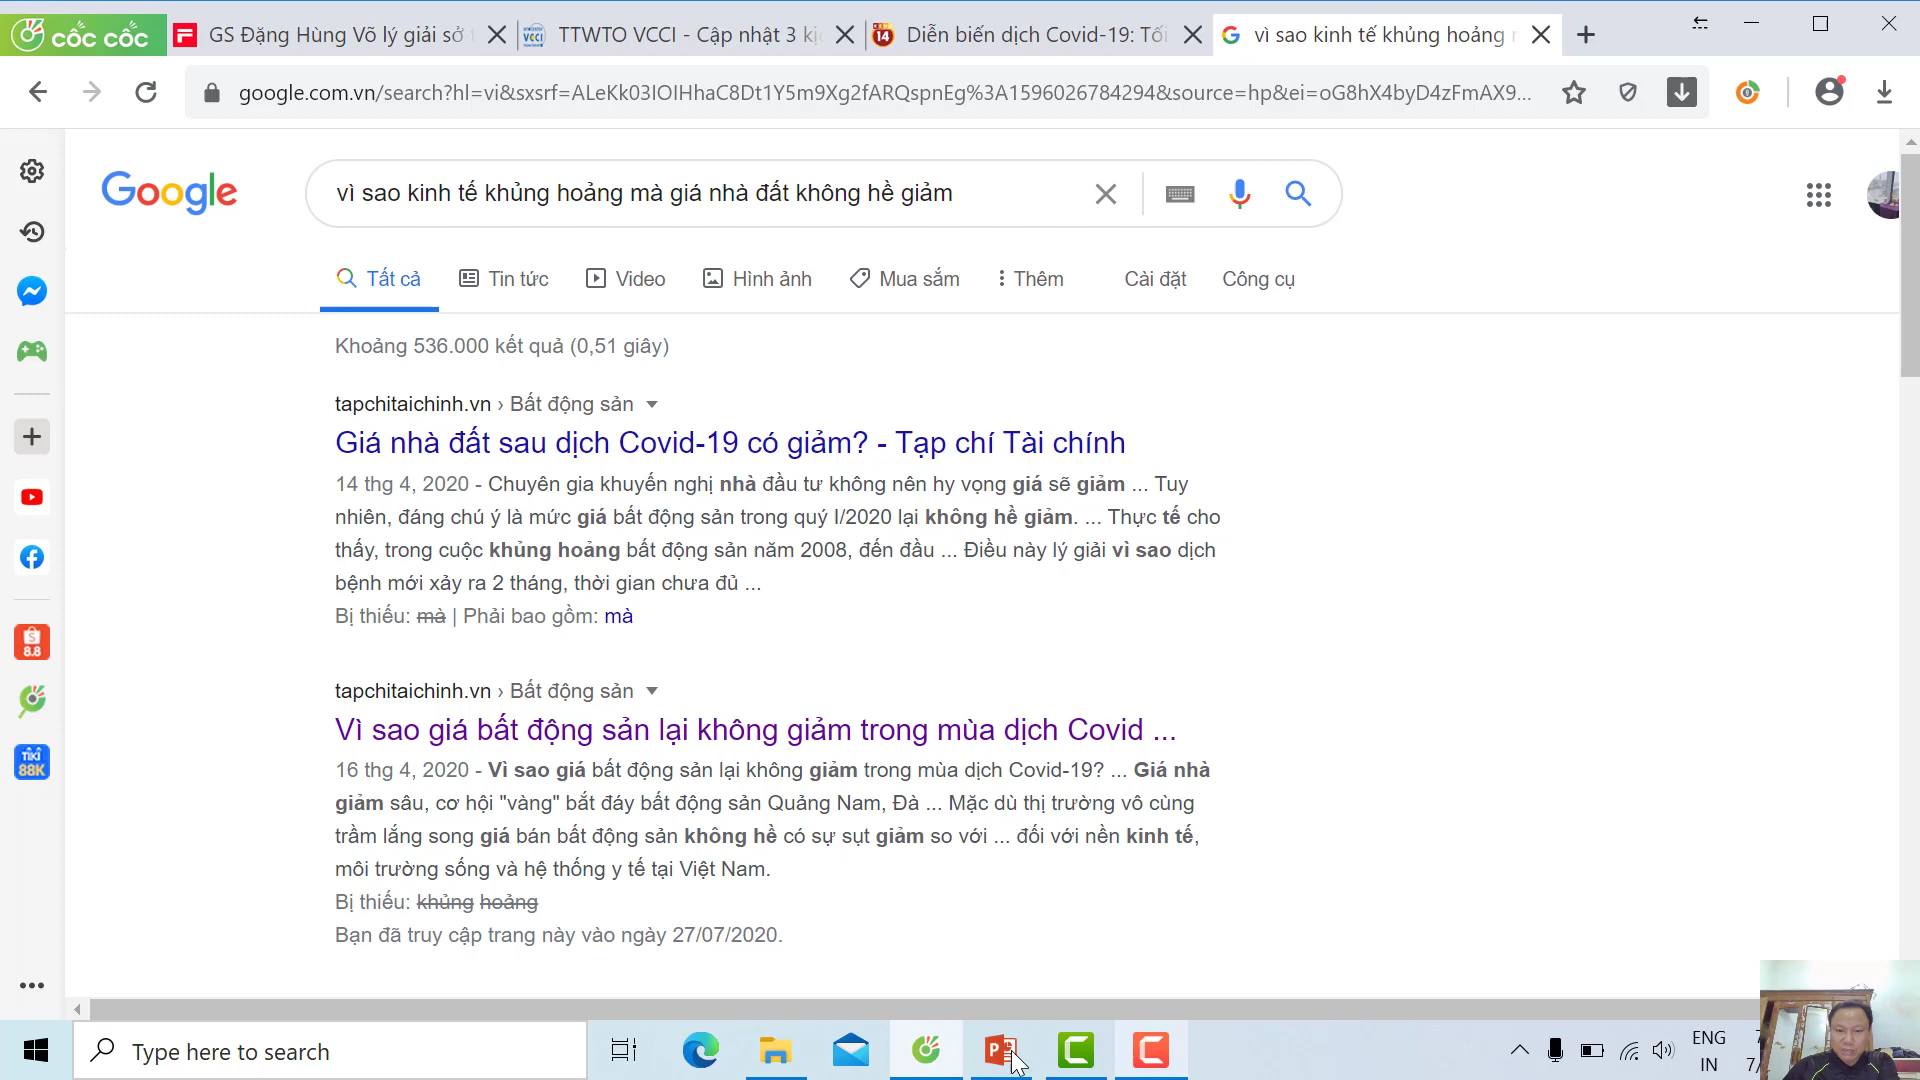 cốc cốc
GS Đặng Hùng Võ lý giải sở
TTWTO VCCI - Cập nhật 3 kị
Diễn biến dịch Covid-19: Tối
vì sao kinh tế khủng hoảng
google.com.vn/search?hl=vi&sxsrf=ALeKk03IOIHhaC8Dt1Y5m9Xg2fARQspnEg%3A1596026784294&source=hp&ei=oG8hX4byD4zFmAX9...
Google
vì sao kinh tế khủng hoảng mà giá nhà đất không hề giảm
Tất cả
Tin tức
Video
Hình ảnh
Mua sắm
Thêm
Cài đặt
Công cụ
Khoảng 536.000 kết quả (0,51 giây)
tapchitaichinh.vn › Bất động sản
Giá nhà đất sau dịch Covid-19 có giảm? - Tạp chí Tài chính
14 thg 4, 2020 - Chuyên gia khuyến nghị nhà đầu tư không nên hy vọng giá sẽ giảm ... Tuy
nhiên, đáng chú ý là mức giá bất động sản trong quý I/2020 lại không hề giảm. ... Thực tế cho
thấy, trong cuộc khủng hoảng bất động sản năm 2008, đến đầu ... Điều này lý giải vì sao dịch
bệnh mới xảy ra 2 tháng, thời gian chưa đủ ...
Bị thiếu: mà | Phải bao gồm: mà
tapchitaichinh.vn › Bất động sản
Vì sao giá bất động sản lại không giảm trong mùa dịch Covid ...
16 thg 4, 2020 - Vì sao giá bất động sản lại không giảm trong mùa dịch Covid-19? ... Giá nhà
giảm sâu, cơ hội "vàng" bắt đáy bất động sản Quảng Nam, Đà ... Mặc dù thị trường vô cùng
trầm lắng song giá bán bất động sản không hề có sự sụt giảm so với ... đối với nền kinh tế,
môi trường sống và hệ thống y tế tại Việt Nam.
Bị thiếu: khủng hoảng
Bạn đã truy cập trang này vào ngày 27/07/2020.
8.8
TIKI
88K
Type here to search
ENG
IN
7/